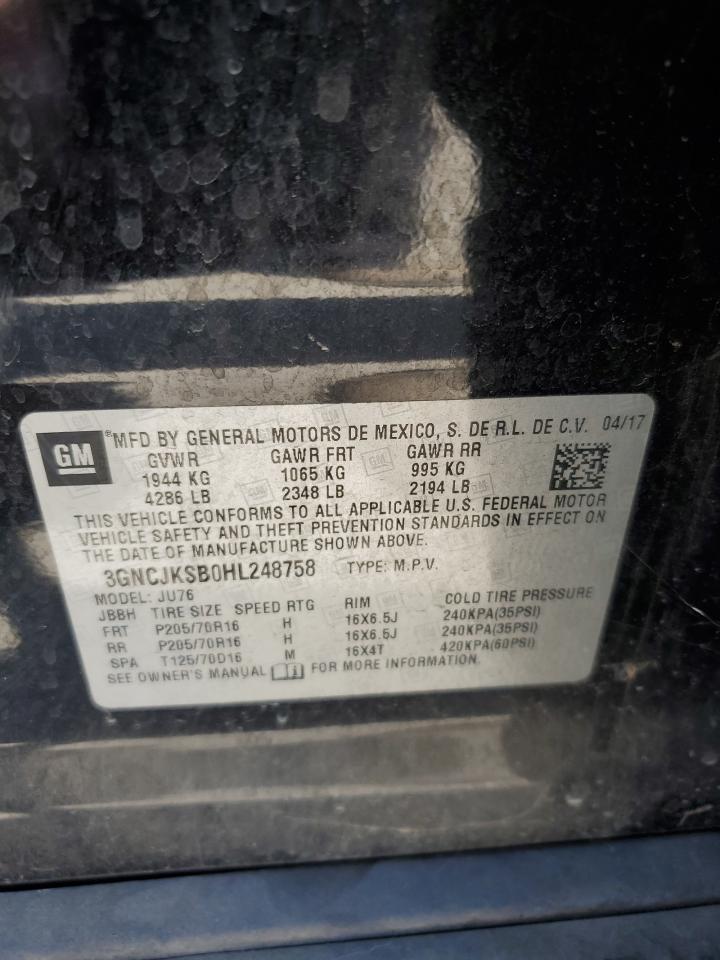 GM
®MFD BY GENERAL MOTORS DE MEXICO, S. DE R.L. DE C.V. 04/17
GVWR GAWR FRT GAWR RR
1944 KG 1065 KG 995 KG
4286 LB 2348 LB 2194 LB
THIS VEHICLE CONFORMS TO ALL APPLICABLE U.S. FEDERAL MOTOR
VEHICLE SAFETY AND THEFT PREVENTION STANDARDS IN EFFECT ON
THE DATE OF MANUFACTURE SHOWN ABOVE.
3GNCJKSB0HL248758 TYPE: M.P.V.
MODEL: JU76
JBBH TIRE SIZE SPEED RTG RIM COLD TIRE PRESSURE
FRT P205/70R16 H 16X6.5J 240KPA(35PSI)
RR P205/70R16 H 16X6.5J 240KPA(35PSI)
SPA T125/70D16 M 16X4T 420KPA(60PSI)
SEE OWNER'S MANUAL FOR MORE INFORMATION.